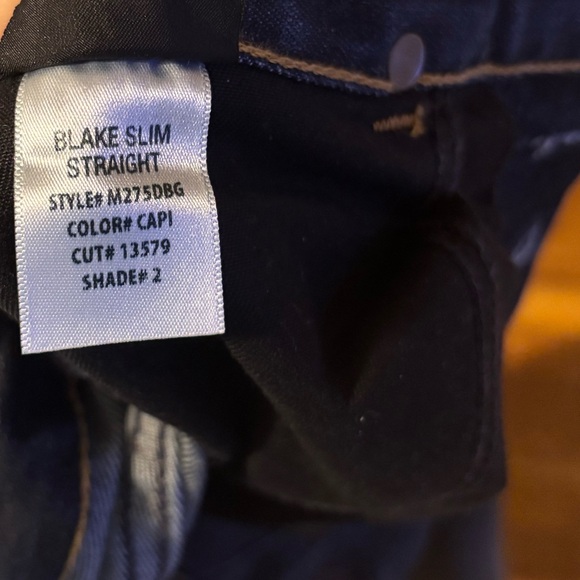 BLAKE SLIM
STRAIGHT
STYLE# M275DBG
COLOR# CAPI
CUT# 13579
SHADE# 2